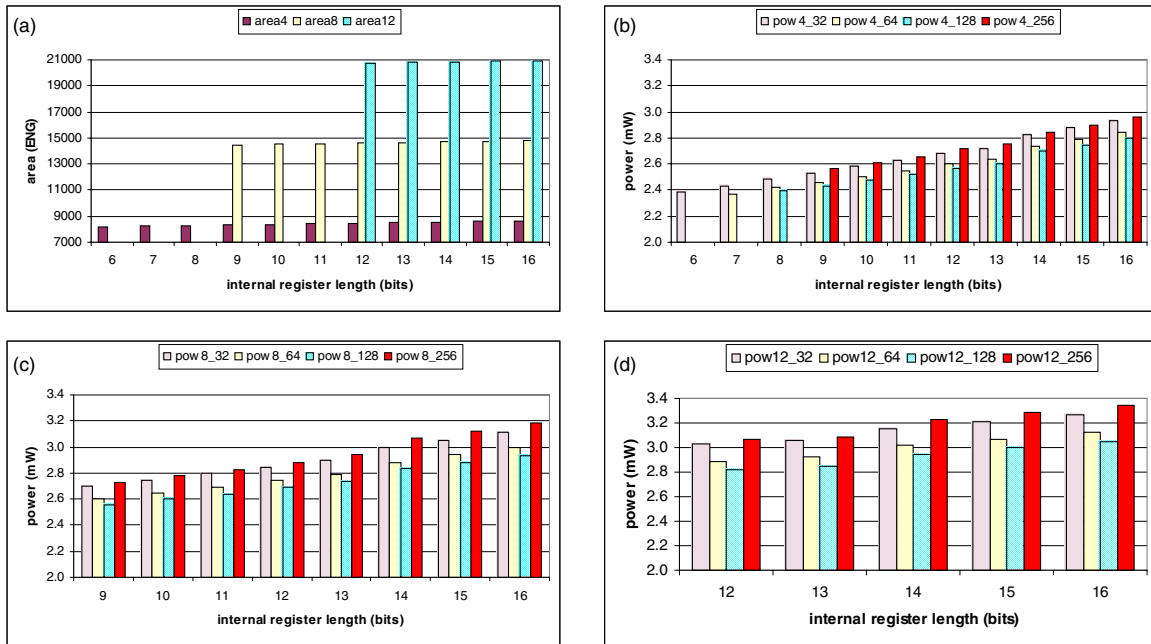 (a)
area4 area8 area12
21000
19000
17000
15000
13000
11000
9000
7000
area (ENG)
6 7 8 9 10 11 12 13 14 15 16
internal register length (bits)
(b)
pow 4_32 pow 4_64 pow 4_128 pow 4_256
3.4
3.2
3.0
2.8
2.6
2.4
2.2
2.0
power (mW)
6 7 8 9 10 11 12 13 14 15 16
internal register length (bits)
(c)
pow 8_32 pow 8_64 pow 8_128 pow 8_256
3.4
3.2
3.0
2.8
2.6
2.4
2.2
2.0
power (mW)
9 10 11 12 13 14 15 16
internal register length (bits)
(d)
pow12_32 pow12_64 pow12_128 pow12_256
3.4
3.2
3.0
2.8
2.6
2.4
2.2
2.0
power (mW)
12 13 14 15 16
internal register length (bits)